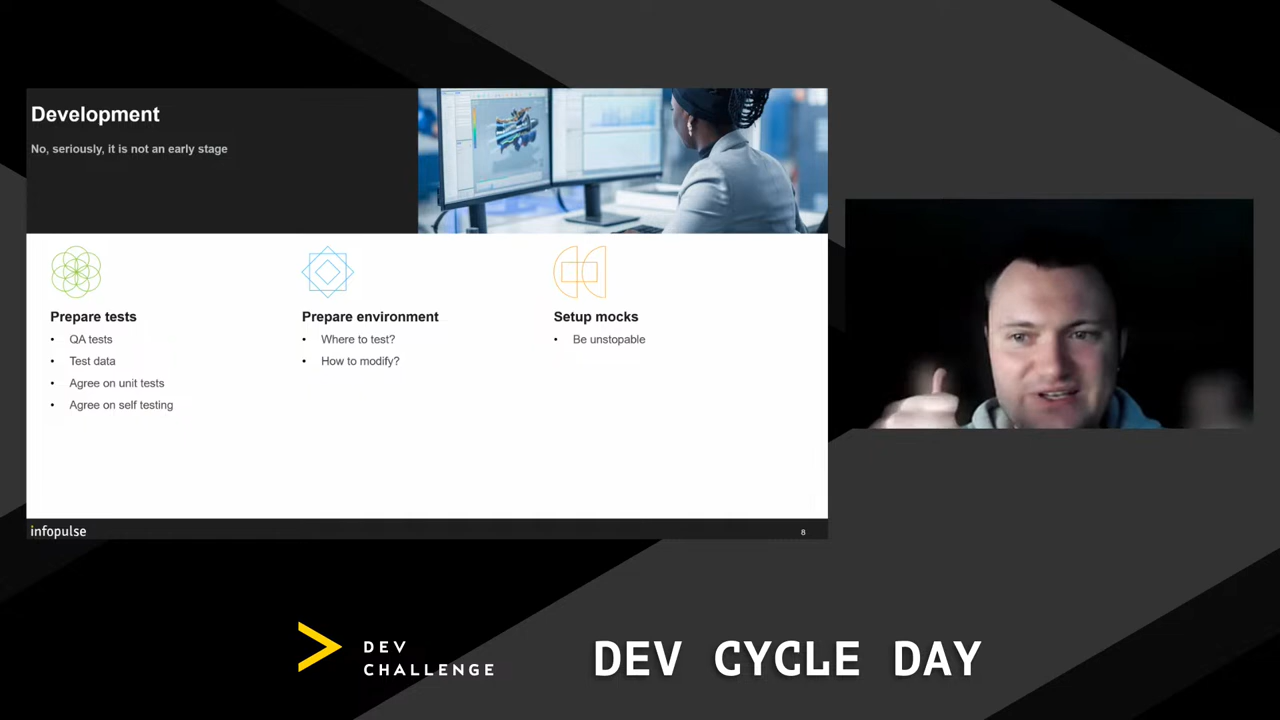 Development
No, seriously, it is not an early stage
Prepare tests
• QA tests
• Test data
• Agree on unit tests
• Agree on self testing
Prepare environment
• Where to test?
• How to modify?
Setup mocks
• Be unstopable
infopulse
8
DEV
CHALLENGE
DEV CYCLE DAY